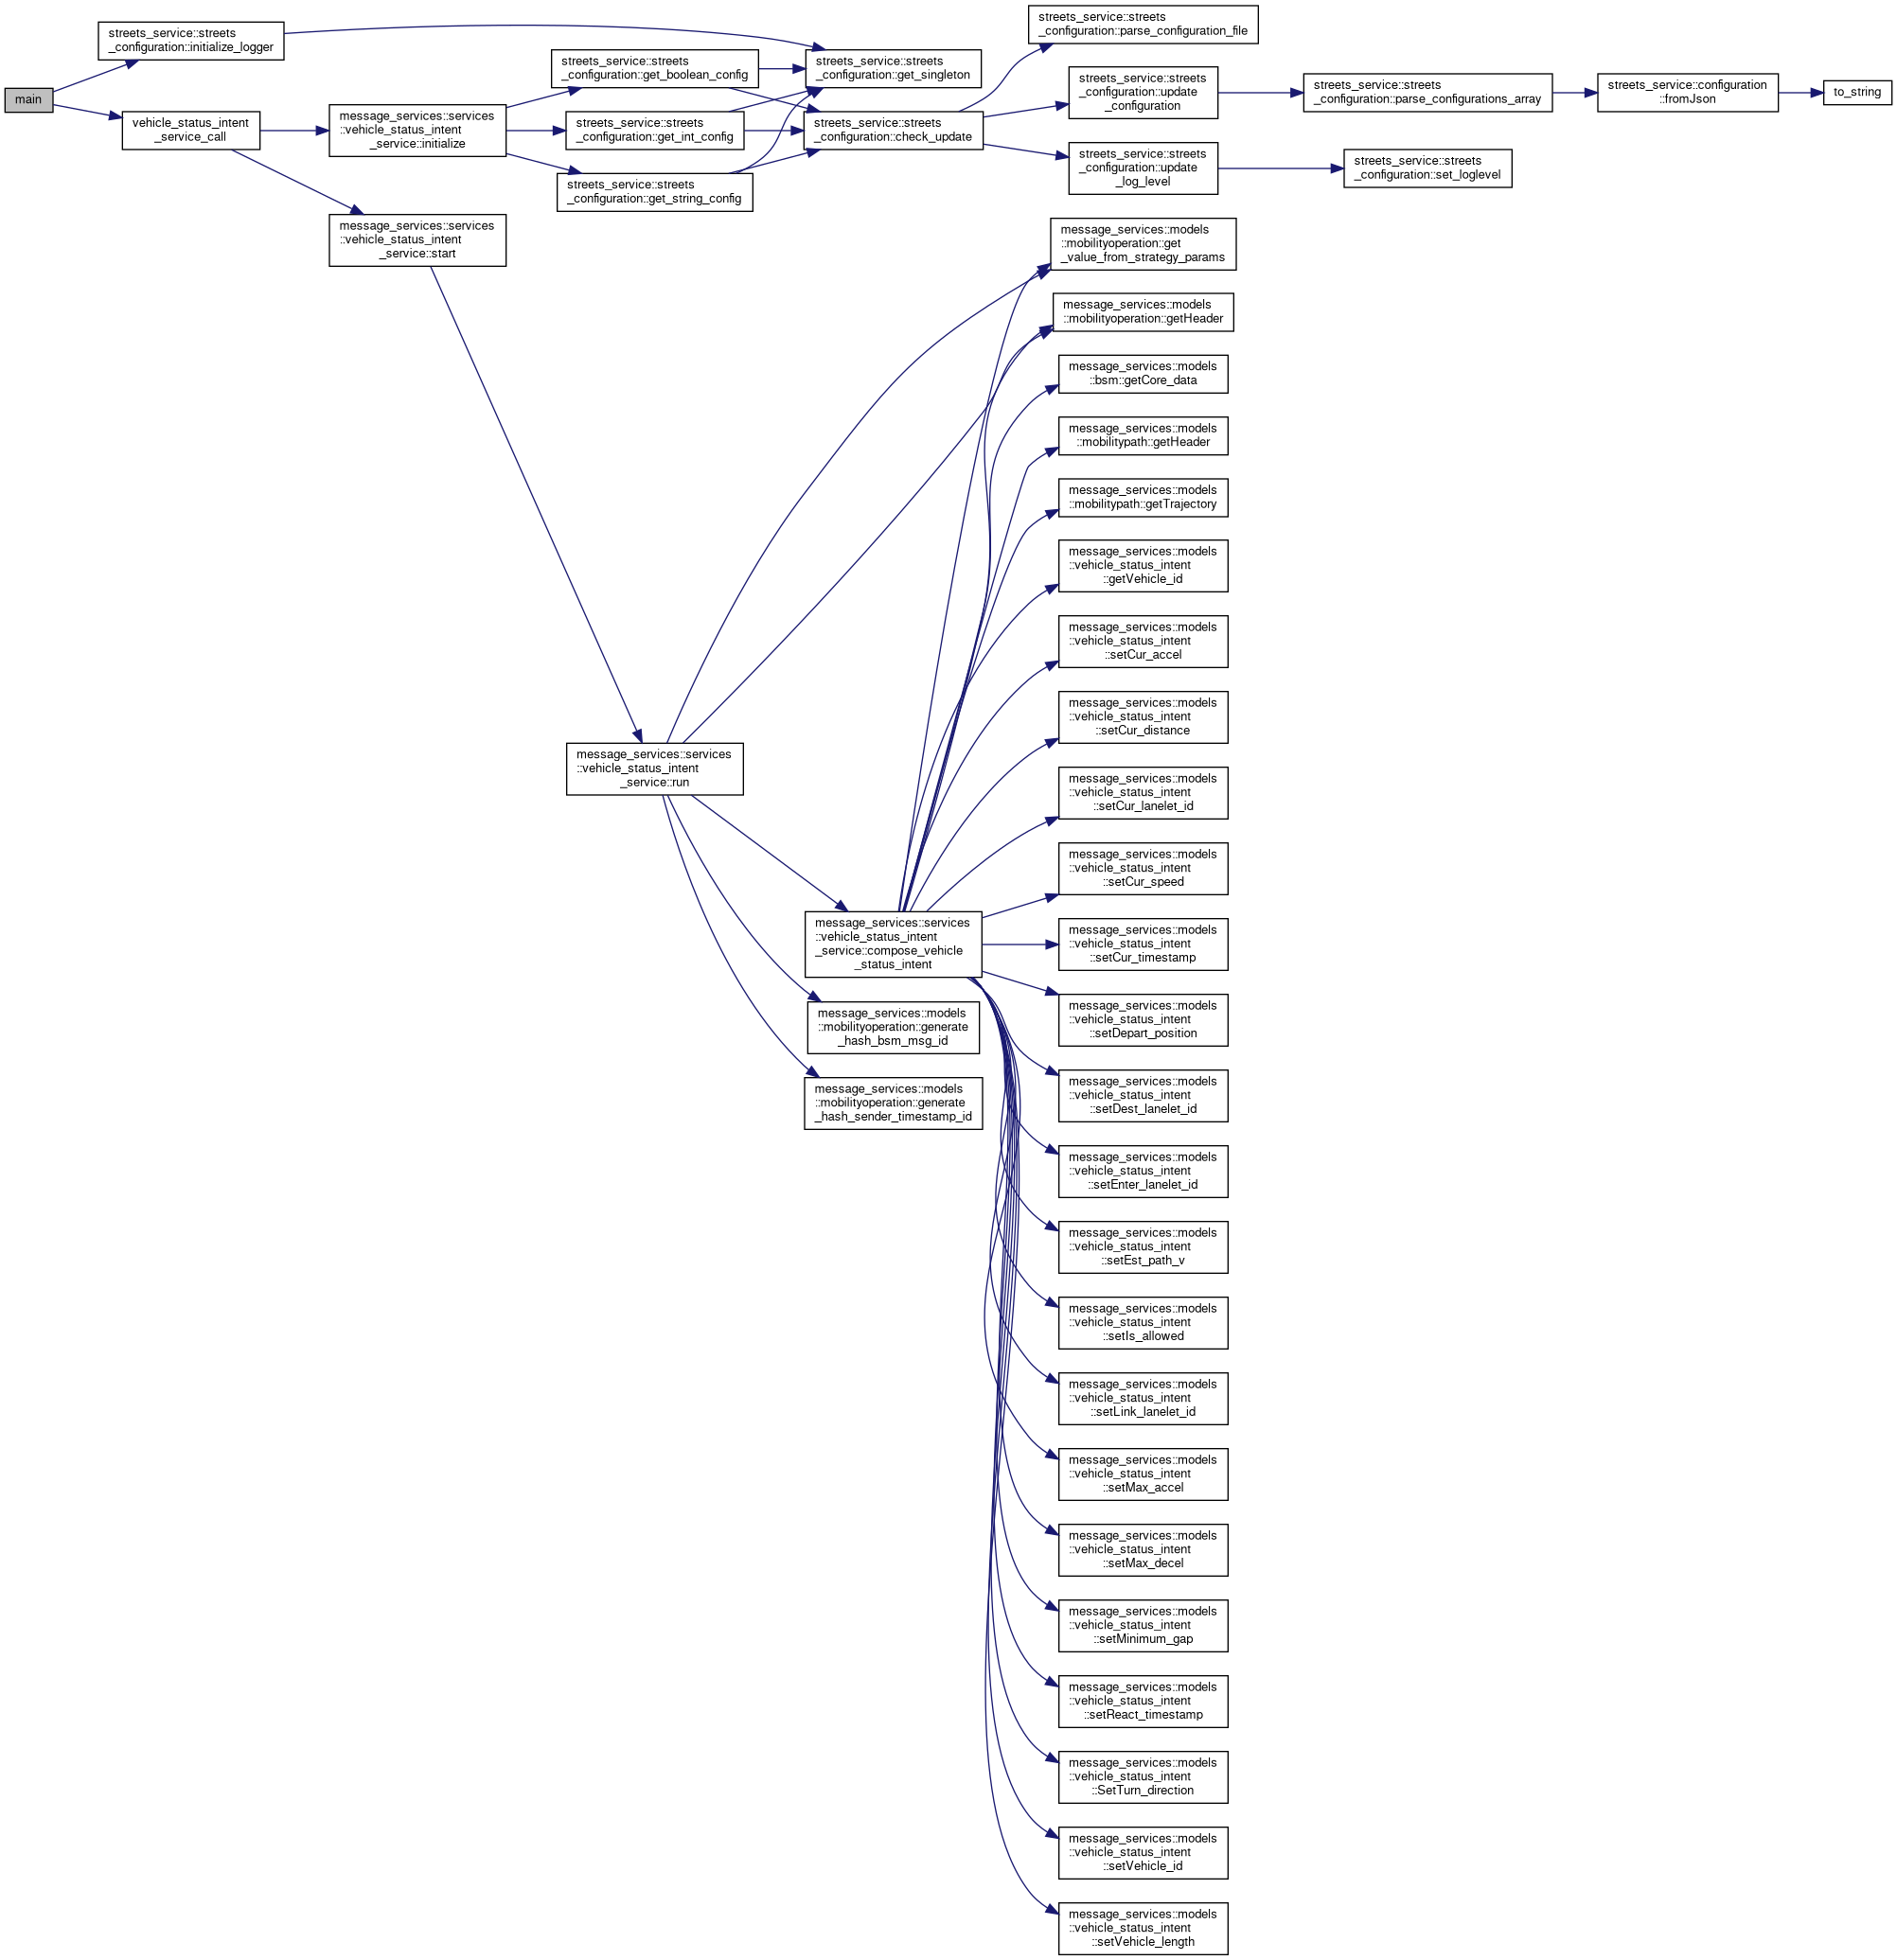 main
streets_service::streets
_configuration::initialize_logger
vehicle_status_intent
_service_call
message_services::services
::vehicle_status_intent
_service::initialize
message_services::services
::vehicle_status_intent
_service::start
streets_service::streets
_configuration::get_boolean_config
streets_service::streets
_configuration::get_int_config
streets_service::streets
_configuration::get_string_config
streets_service::streets
_configuration::get_singleton
streets_service::streets
_configuration::check_update
streets_service::streets
_configuration::parse_configuration_file
streets_service::streets
_configuration::update
_configuration
streets_service::streets
_configuration::update
_log_level
streets_service::streets
_configuration::parse_configurations_array
streets_service::configuration
::fromJson
to_string
streets_service::streets
_configuration::set_loglevel
message_services::services
::vehicle_status_intent
_service::run
message_services::services
::vehicle_status_intent
_service::compose_vehicle
_status_intent
message_services::models
::mobilityoperation::generate
_hash_bsm_msg_id
message_services::models
::mobilityoperation::generate
_hash_sender_timestamp_id
message_services::models
::mobilityoperation::get
_value_from_strategy_params
message_services::models
::mobilityoperation::getHeader
message_services::models
::bsm::getCore_data
message_services::models
::mobilitypath::getHeader
message_services::models
::mobilitypath::getTrajectory
message_services::models
::vehicle_status_intent
::getVehicle_id
message_services::models
::vehicle_status_intent
::setCur_accel
message_services::models
::vehicle_status_intent
::setCur_distance
message_services::models
::vehicle_status_intent
::setCur_lanelet_id
message_services::models
::vehicle_status_intent
::setCur_speed
message_services::models
::vehicle_status_intent
::setCur_timestamp
message_services::models
::vehicle_status_intent
::setDepart_position
message_services::models
::vehicle_status_intent
::setDest_lanelet_id
message_services::models
::vehicle_status_intent
::setEnter_lanelet_id
message_services::models
::vehicle_status_intent
::setEst_path_v
message_services::models
::vehicle_status_intent
::setIs_allowed
message_services::models
::vehicle_status_intent
::setLink_lanelet_id
message_services::models
::vehicle_status_intent
::setMax_accel
message_services::models
::vehicle_status_intent
::setMax_decel
message_services::models
::vehicle_status_intent
::setMinimum_gap
message_services::models
::vehicle_status_intent
::setReact_timestamp
message_services::models
::vehicle_status_intent
::SetTurn_direction
message_services::models
::vehicle_status_intent
::setVehicle_id
message_services::models
::vehicle_status_intent
::setVehicle_length